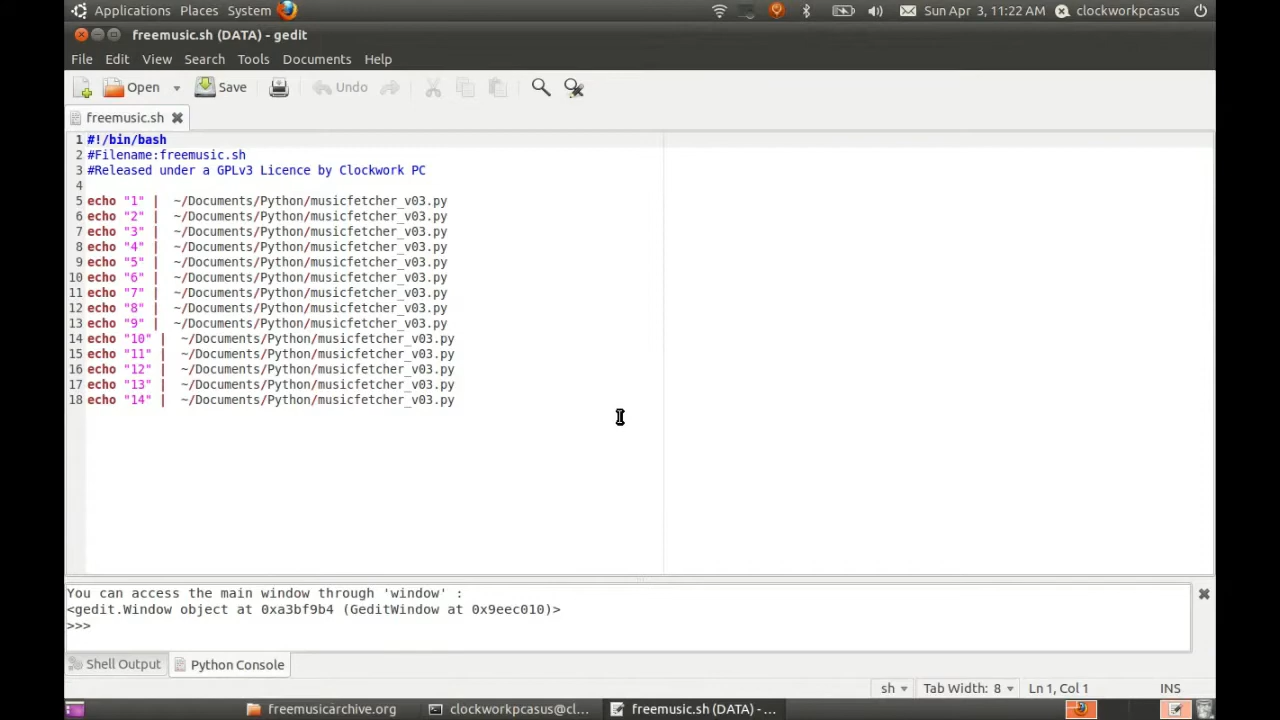 Applications Places System Sun Apr 3, 11:22 AM clockworkpcasus
freemusic.sh (DATA) - gedit
File Edit View Search Tools Documents Help
Open Save Undo
freemusic.sh
1 #!/bin/bash
2 #Filename:freemusic.sh
3 #Released under a GPLv3 Licence by Clockwork PC
4
5 echo "1" |  ~/Documents/Python/musicfetcher_v03.py
6 echo "2" |  ~/Documents/Python/musicfetcher_v03.py
7 echo "3" |  ~/Documents/Python/musicfetcher_v03.py
8 echo "4" |  ~/Documents/Python/musicfetcher_v03.py
9 echo "5" |  ~/Documents/Python/musicfetcher_v03.py
10 echo "6" |  ~/Documents/Python/musicfetcher_v03.py
11 echo "7" |  ~/Documents/Python/musicfetcher_v03.py
12 echo "8" |  ~/Documents/Python/musicfetcher_v03.py
13 echo "9" |  ~/Documents/Python/musicfetcher_v03.py
14 echo "10" |  ~/Documents/Python/musicfetcher_v03.py
15 echo "11" |  ~/Documents/Python/musicfetcher_v03.py
16 echo "12" |  ~/Documents/Python/musicfetcher_v03.py
17 echo "13" |  ~/Documents/Python/musicfetcher_v03.py
18 echo "14" |  ~/Documents/Python/musicfetcher_v03.py
You can access the main window through 'window' :
<gedit.Window object at 0xa3bf9b4 (GeditWindow at 0x9eec010)>
>>>
Shell Output Python Console
sh Tab Width: 8 Ln 1, Col 1 INS
freemusicarchive.org clockworkpcasus@cl... freemusic.sh (DATA) - ...